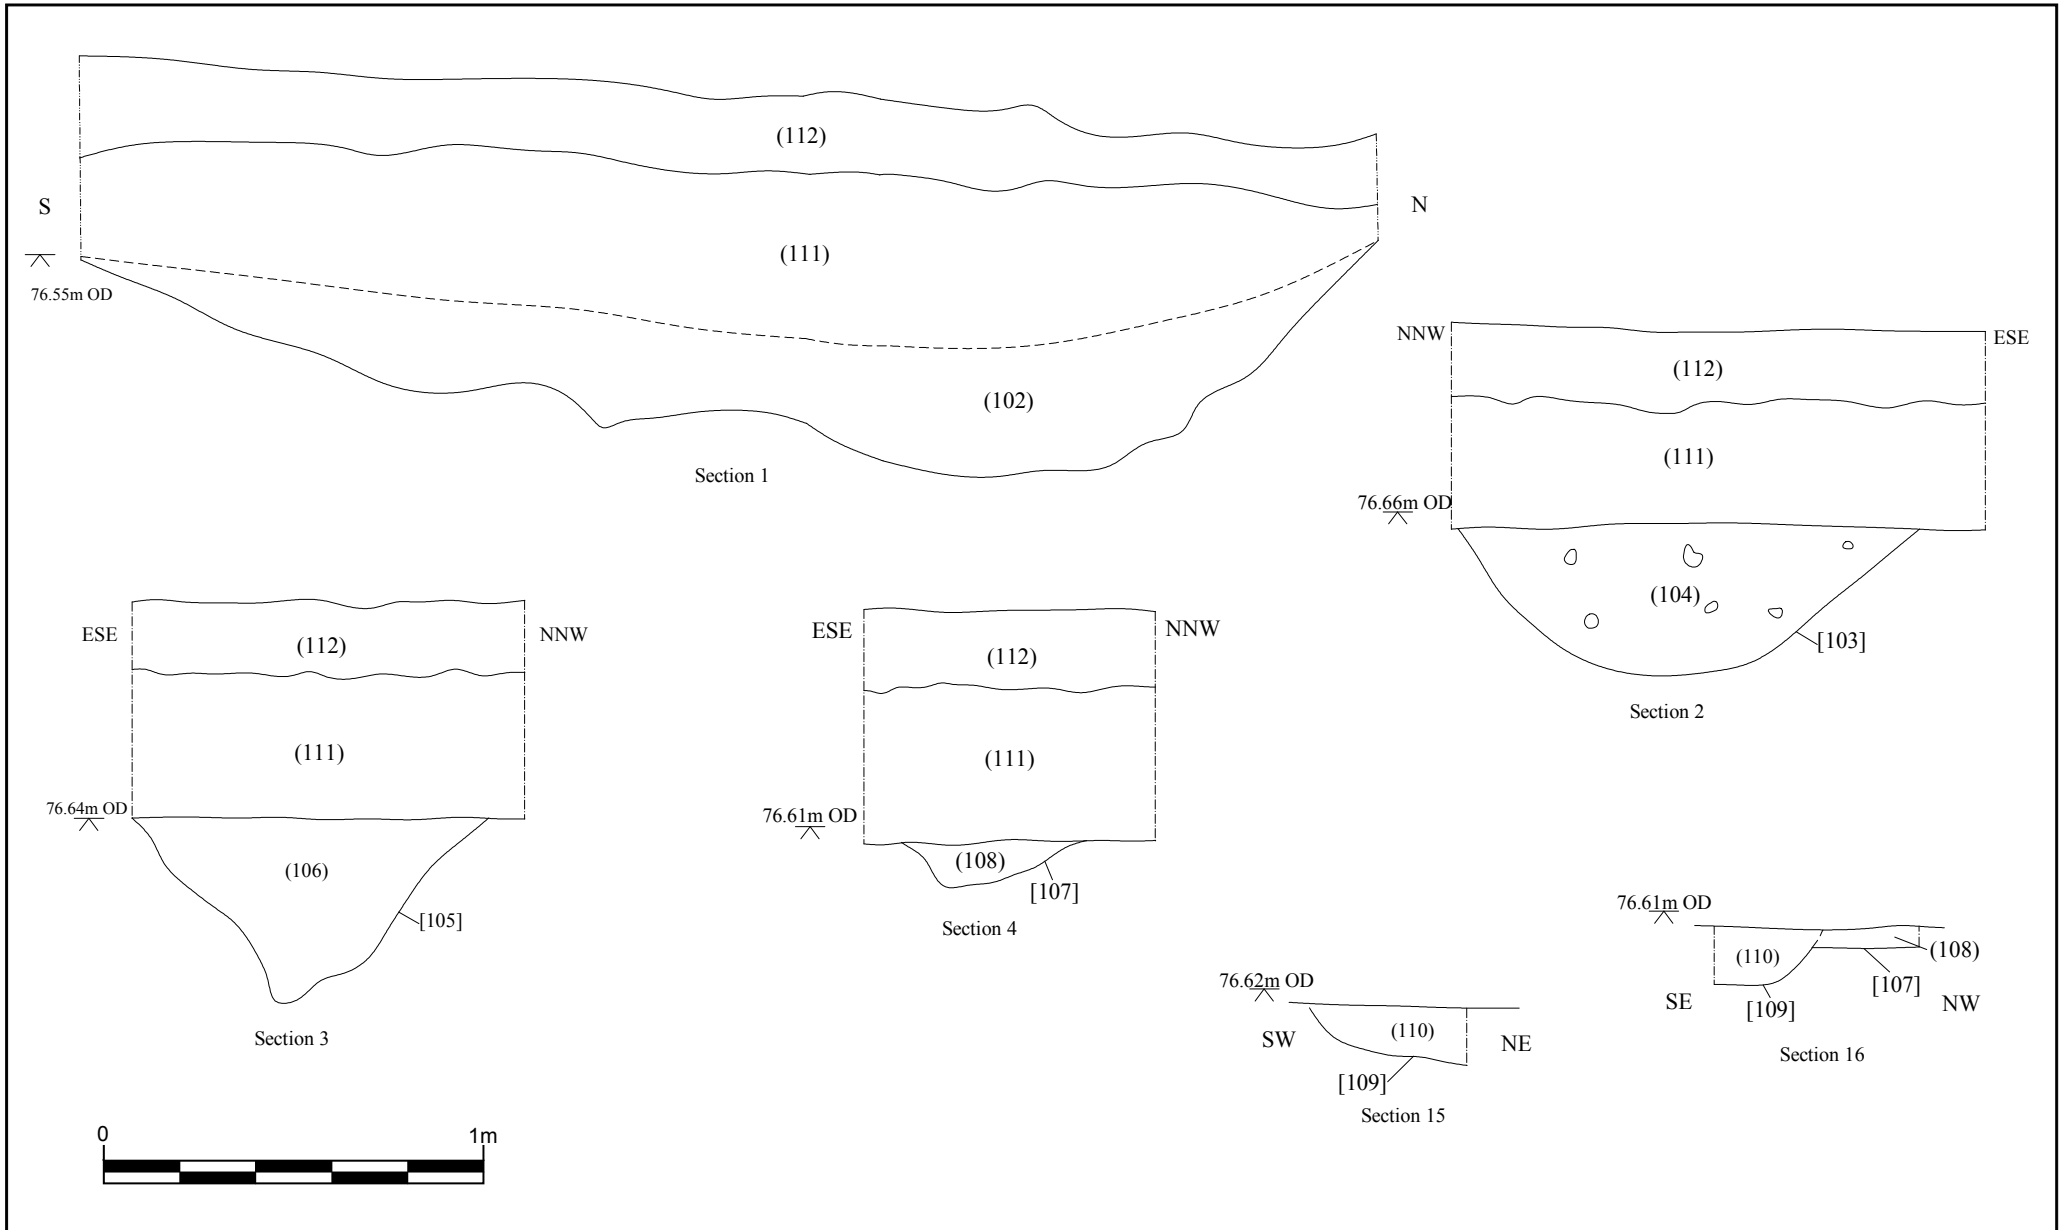 (112)
S
N
(111)
76.55m OD
(102)
Section 1
NNW
ESE
(112)
(111)
76.66m OD
(104)
[103]
Section 2
ESE
NNW
(112)
(111)
76.64m OD
(106)
[105]
Section 3
ESE
NNW
(112)
(111)
76.61m OD
(108)
[107]
Section 4
76.62m OD
SW
(110)
NE
[109]
Section 15
76.61m OD
(110)
(108)
[107]
SE
[109]
NW
Section 16
0
1m